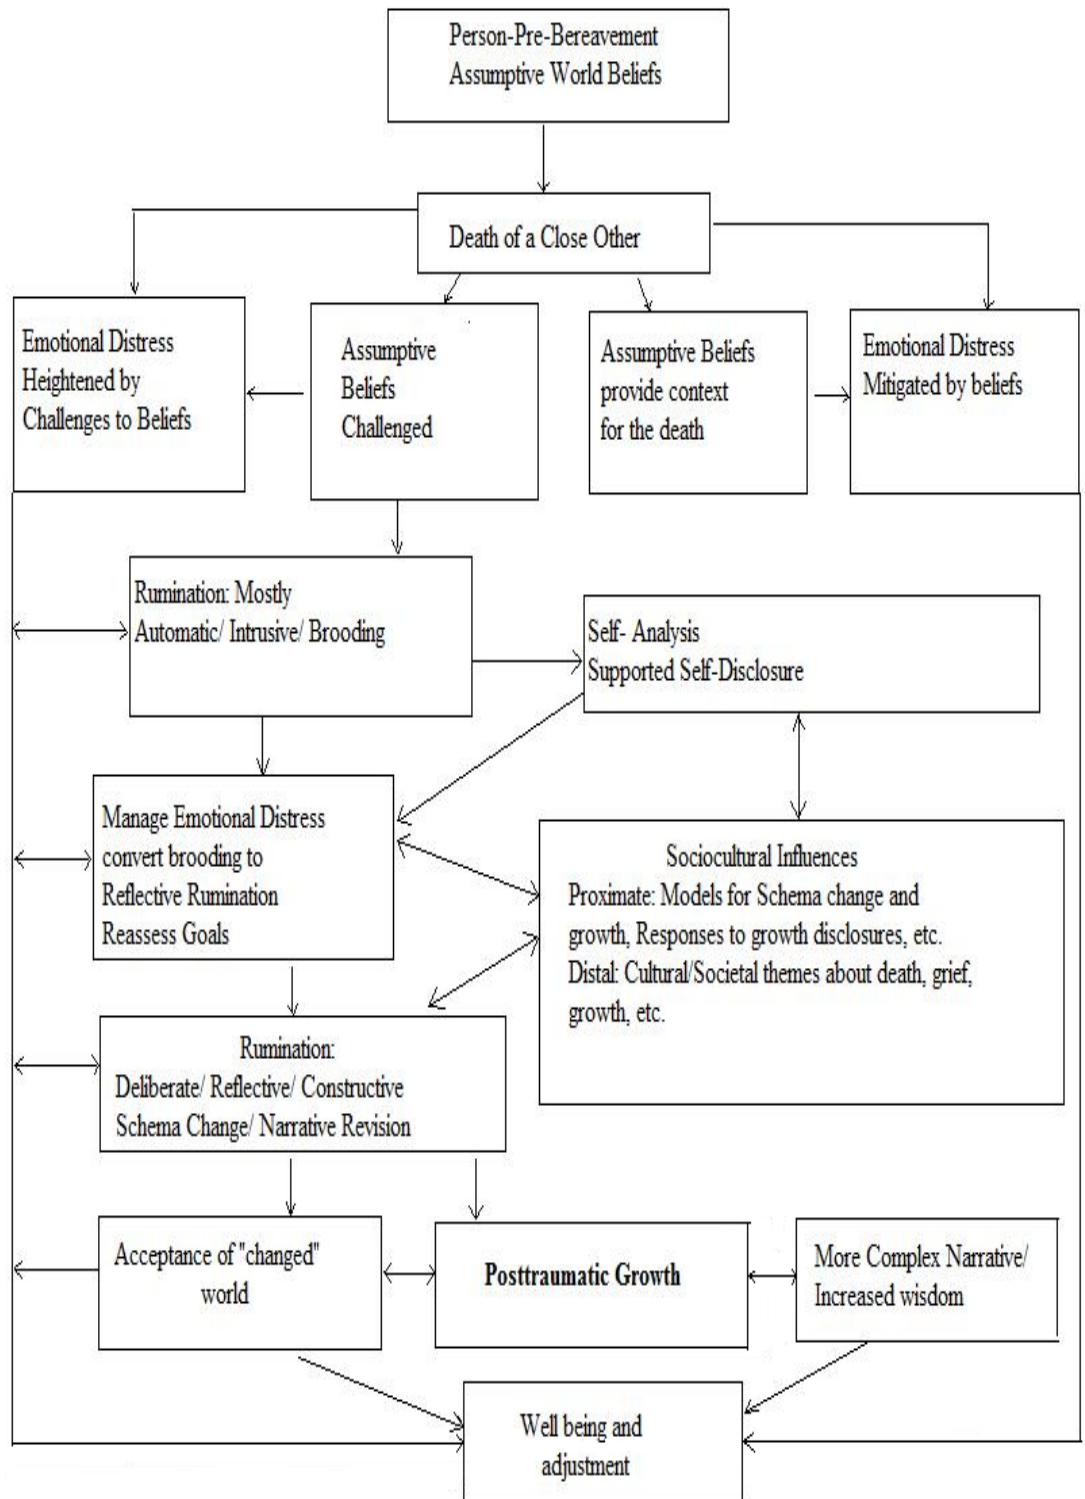 Person-Pre-Bereavement
Assumptive World Beliefs
Death of a Close Other
Emotional Distress
Heightened by
Challenges to Beliefs
Assumptive
Beliefs
Challenged
Assumptive Beliefs
provide context
for the death
Emotional Distress
Mitigated by beliefs
Rumination: Mostly
Automatic/ Intrusive/ Brooding
Self- Analysis
Supported Self-Disclosure
Manage Emotional Distress
convert brooding to
Reflective Rumination
Reassess Goals
Sociocultural Influences
Proximate: Models for Schema change and
growth, Responses to growth disclosures, etc.
Distal: Cultural/Societal themes about death, grief,
growth, etc.
Rumination:
Deliberate/ Reflective/ Constructive
Schema Change/ Narrative Revision
Acceptance of "changed"
world
Posttraumatic Growth
More Complex Narrative/
Increased wisdom
Well being and
adjustment